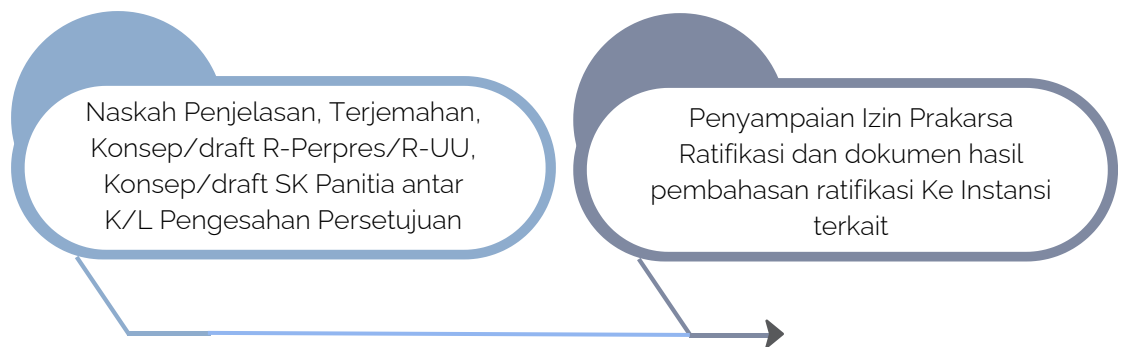 Naskah Penjelasan, Terjemahan,
Konsep/draft R-Perpres/R-UU,
Konsep/draft SK Panitia antar
K/L Pengesahan Persetujuan
Penyampaian Izin Prakarsa
Ratifikasi dan dokumen hasil
pembahasan ratifikasi Ke Instansi
terkait